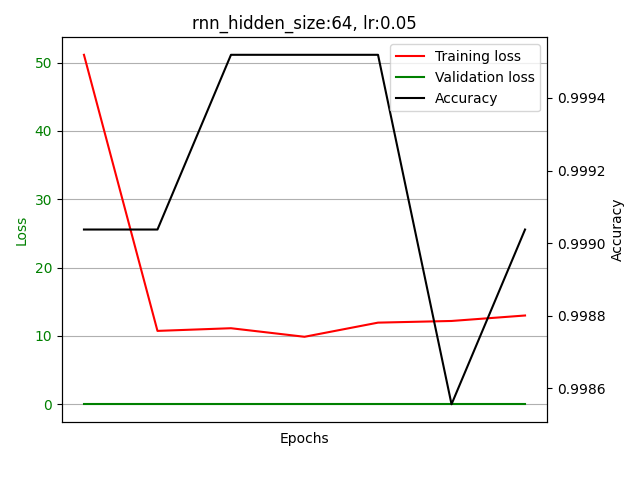 rnn_hidden_size:64, lr:0.05
Training loss
Validation loss
Accuracy
50
40
30
20
10
0
Loss
0.9994
0.9992
0.9990
0.9988
0.9986
Accuracy
Epochs